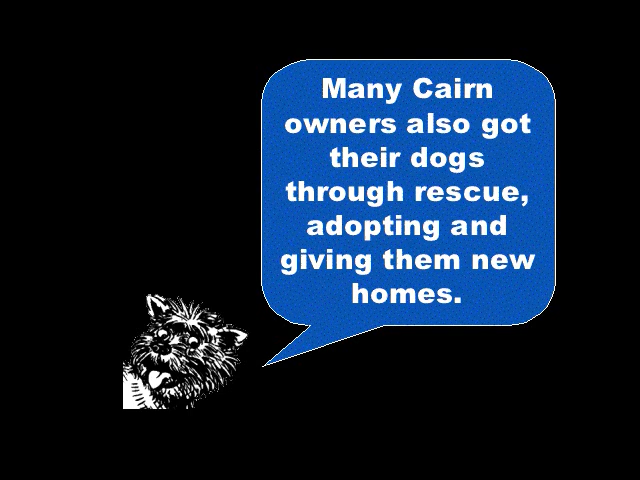 Many Cairn
owners also got
their dogs
through rescue,
adopting and
giving them new
homes.